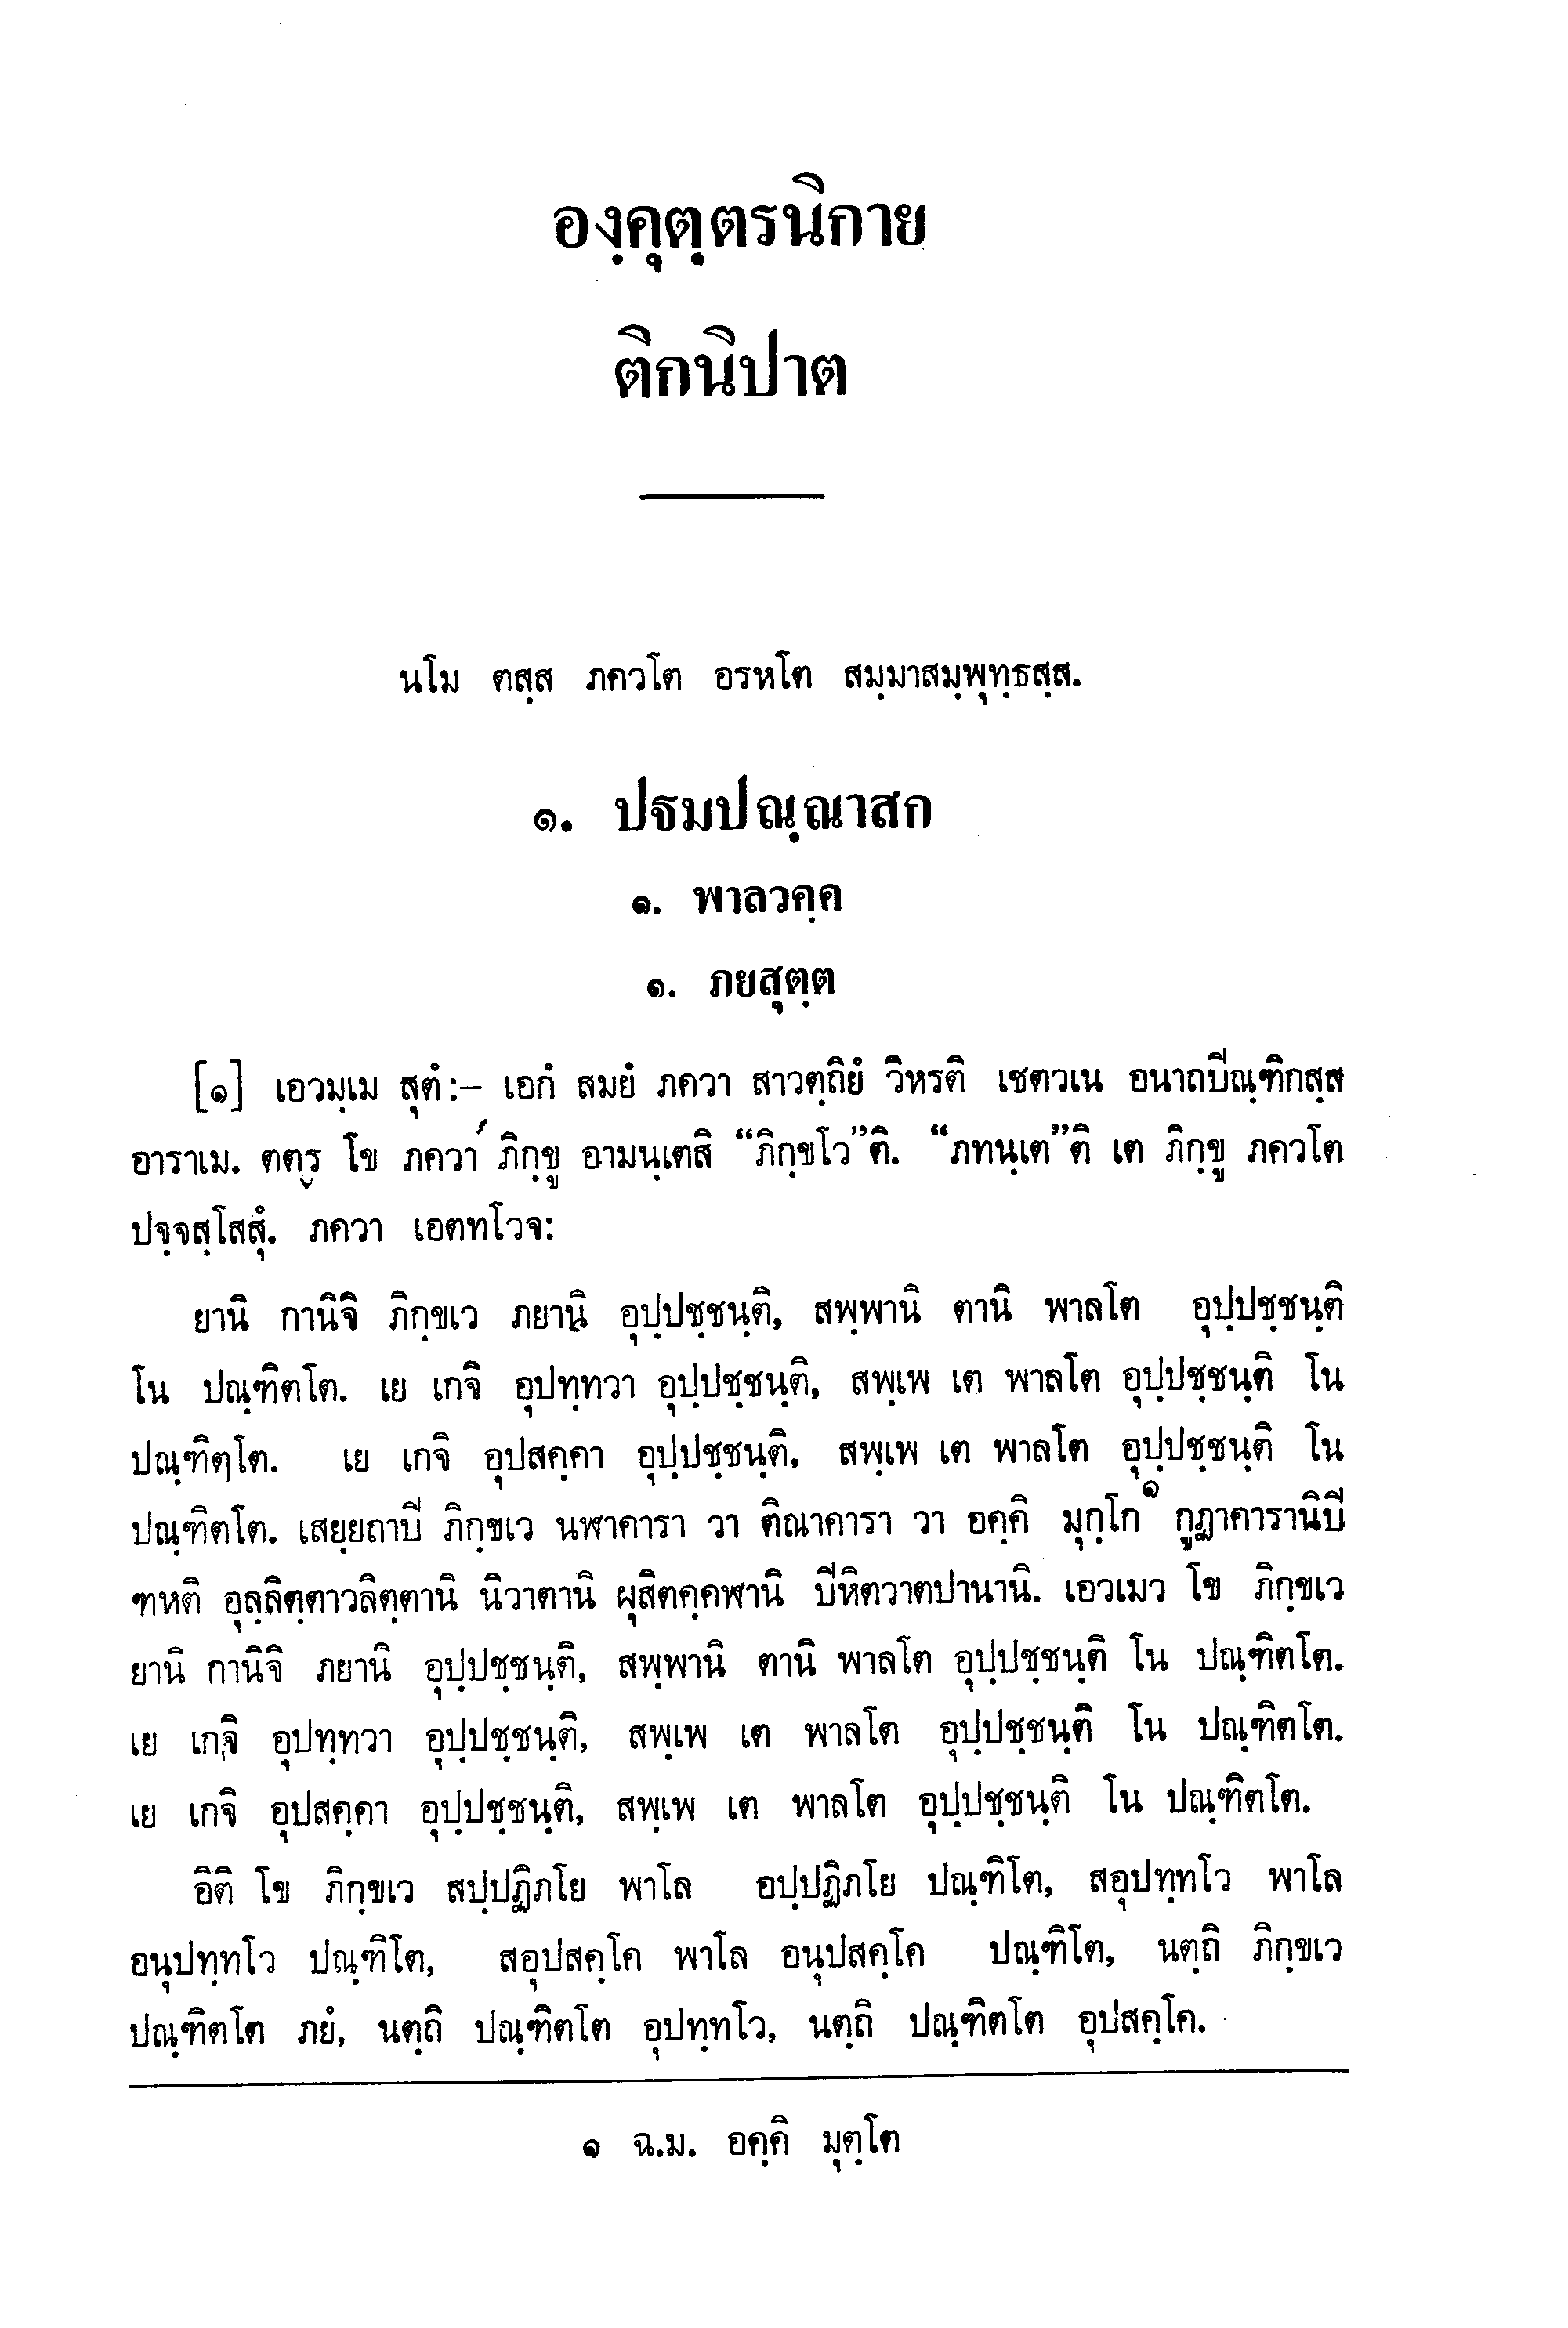 องฺคุตฺตรนิกาย
ติกนิปาต
นโม ตสฺส ภควโต อรหโต สมฺมาสมฺพุทฺธสฺส.
๑. ปฐมปณฺณาสก
๑. พาลวคฺค
๑. ภยสุตฺต
[๑] เอวมฺเม สุตํ:– เอกํ สมยํ ภควา สาวตฺถิยํ วิหรติ เชตวเน อนาถปิณฺฑิกสฺส
อาราเม. ตตฺร โข ภควา ภิกฺขู อามนฺเตสิ “ภิกฺขโว”ติ. “ภทนฺเต”ติ เต ภิกฺขู ภควโต
ปจฺจสฺโสสุํ. ภควา เอตทโวจ:
ยานิ กานิจิ ภิกฺขเว ภยานิ อุปฺปชฺชนฺติ, สพฺพานิ ตานิ พาลโต อุปฺปชฺชนฺติ
โน ปณฺฑิตโต. เย เกจิ อุปทฺทวา อุปฺปชฺชนฺติ, สพฺเพ เต พาลโต อุปฺปชฺชนฺติ โน
ปณฺฑิตโต. เย เกจิ อุปสคฺคา อุปฺปชฺชนฺติ, สพฺเพ เต พาลโต อุปฺปชฺชนฺติ โน
ปณฺฑิตโต. เสยฺยถาปิ ภิกฺขเว นฬาคารา วา ติณาคารา วา อคฺคิ มุกฺโก๑ กูฏาคารานิปิ
ฑหติ อุลฺลิตฺตาวลิตฺตานิ นิวาตานิ ผุสิตคฺคฬานิ ปิหิตวาตปานานิ. เอวเมว โข ภิกฺขเว
ยานิ กานิจิ ภยานิ อุปฺปชฺชนฺติ, สพฺพานิ ตานิ พาลโต อุปฺปชฺชนฺติ โน ปณฺฑิตโต.
เย เกจิ อุปทฺทวา อุปฺปชฺชนฺติ, สพฺเพ เต พาลโต อุปฺปชฺชนฺติ โน ปณฺฑิตโต.
เย เกจิ อุปสคฺคา อุปฺปชฺชนฺติ, สพฺเพ เต พาลโต อุปฺปชฺชนฺติ โน ปณฺฑิตโต.
อิติ โข ภิกฺขเว สปฺปฏิภโย พาโล อปฺปฏิภโย ปณฺฑิโต, สอุปทฺทโว พาโล
อนุปทฺทโว ปณฺฑิโต, สอุปสคฺโค พาโล อนุปสคฺโค ปณฺฑิโต, นตฺถิ ภิกฺขเว
ปณฺฑิตโต ภยํ, นตฺถิ ปณฺฑิตโต อุปทฺทโว, นตฺถิ ปณฺฑิตโต อุปสคฺโค.
๑ ฉ.ม. อคฺคิ มุตฺโต